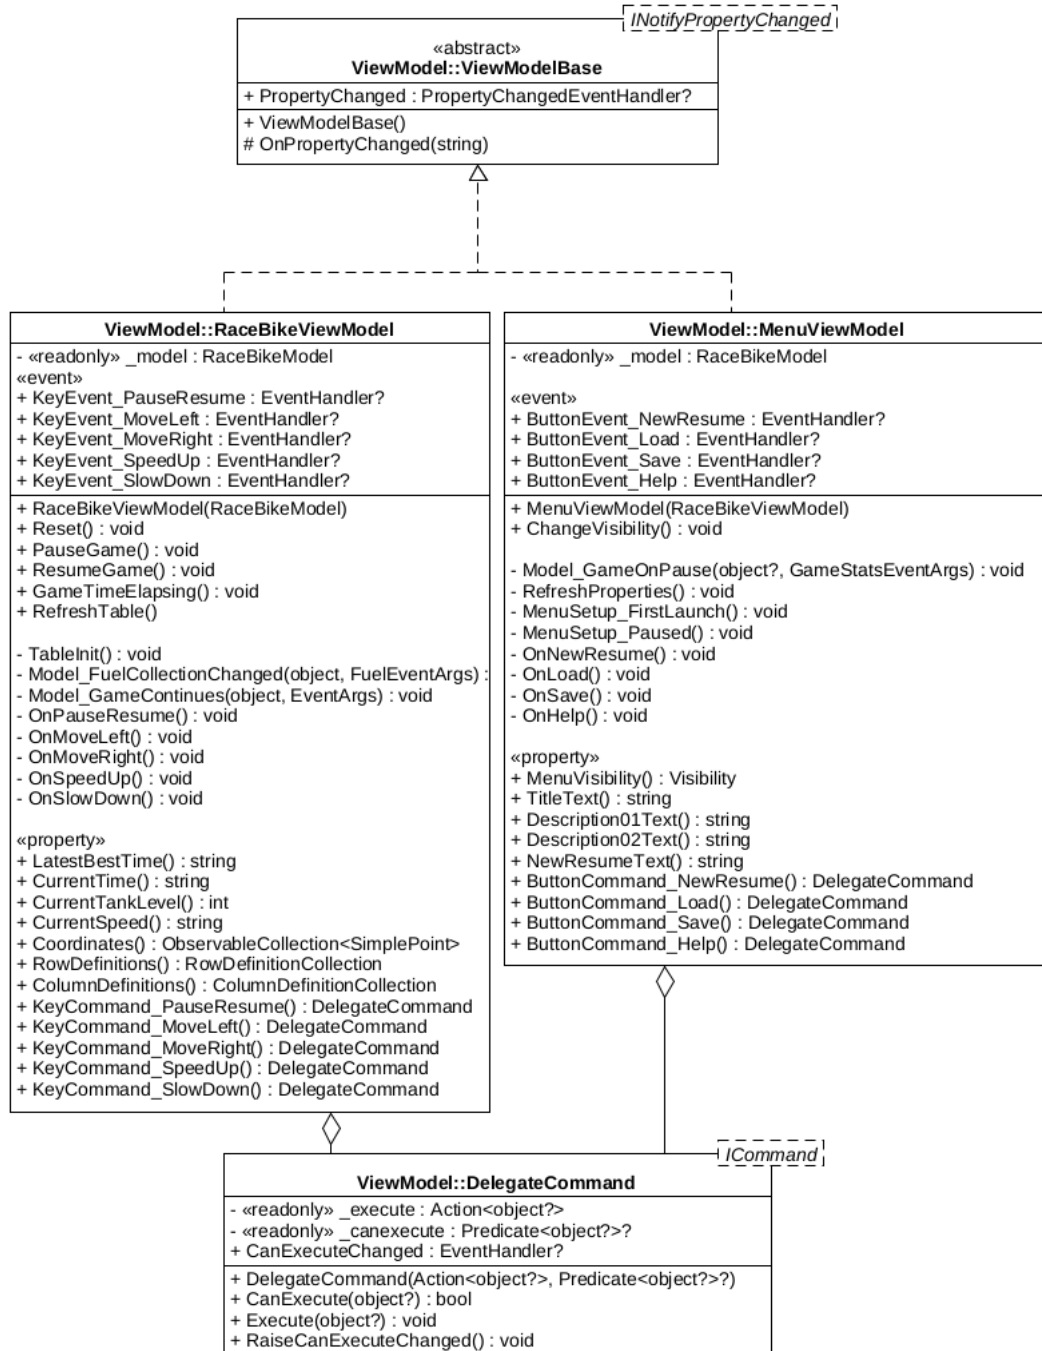 INotifyPropertyChanged
«abstract»
ViewModel::ViewModelBase
+ PropertyChanged : PropertyChangedEventHandler?
+ ViewModelBase()
# OnPropertyChanged(string)
ViewModel::RaceBikeViewModel
- «readonly» _model : RaceBikeModel
«event»
+ KeyEvent_PauseResume : EventHandler?
+ KeyEvent_MoveLeft : EventHandler?
+ KeyEvent_MoveRight : EventHandler?
+ KeyEvent_SpeedUp : EventHandler?
+ KeyEvent_SlowDown : EventHandler?
+ RaceBikeViewModel(RaceBikeModel)
+ Reset() : void
+ PauseGame() : void
+ ResumeGame() : void
+ GameTimeElapsing() : void
+ RefreshTable()
- TableInit() : void
- Model_FuelCollectionChanged(object, FuelEventArgs) :
- Model_GameContinues(object, EventArgs) : void
- OnPauseResume() : void
- OnMoveLeft() : void
- OnMoveRight() : void
- OnSpeedUp() : void
- OnSlowDown() : void
«property»
+ LatestBestTime() : string
+ CurrentTime() : string
+ CurrentTankLevel() : int
+ CurrentSpeed() : string
+ Coordinates() : ObservableCollection<SimplePoint>
+ RowDefinitions() : RowDefinitionCollection
+ ColumnDefinitions() : ColumnDefinitionCollection
+ KeyCommand_PauseResume() : DelegateCommand
+ KeyCommand_MoveLeft() : DelegateCommand
+ KeyCommand_MoveRight() : DelegateCommand
+ KeyCommand_SpeedUp() : DelegateCommand
+ KeyCommand_SlowDown() : DelegateCommand
ViewModel::MenuViewModel
- «readonly» _model : RaceBikeModel
«event»
+ ButtonEvent_NewResume : EventHandler?
+ ButtonEvent_Load : EventHandler?
+ ButtonEvent_Save : EventHandler?
+ ButtonEvent_Help : EventHandler?
+ MenuViewModel(RaceBikeViewModel)
+ ChangeVisibility() : void
- Model_GameOnPause(object?, GameStatsEventArgs) : void
- RefreshProperties() : void
- MenuSetup_FirstLaunch() : void
- MenuSetup_Paused() : void
- OnNewResume() : void
- OnLoad() : void
- OnSave() : void
- OnHelp() : void
«property»
+ MenuVisibility() : Visibility
+ TitleText() : string
+ Description01Text() : string
+ Description02Text() : string
+ NewResumeText() : string
+ ButtonCommand_NewResume() : DelegateCommand
+ ButtonCommand_Load() : DelegateCommand
+ ButtonCommand_Save() : DelegateCommand
+ ButtonCommand_Help() : DelegateCommand
ICommand
ViewModel::DelegateCommand
- «readonly» _execute : Action<object?>
- «readonly» _canexecute : Predicate<object?>?
+ CanExecuteChanged : EventHandler?
+ DelegateCommand(Action<object?>, Predicate<object?>?)
+ CanExecute(object?) : bool
+ Execute(object?) : void
+ RaiseCanExecuteChanged() : void